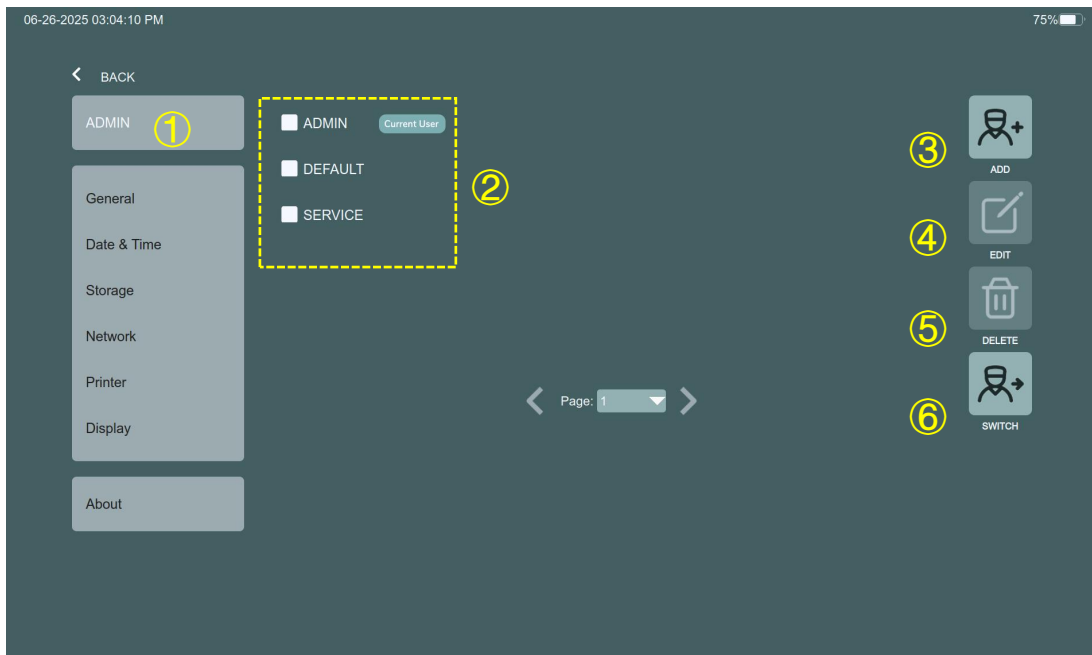 06-26-2025 03:04:10 PM
75%
BACK
ADMIN
①
General
Date & Time
Storage
Network
Printer
Display
About
ADMIN Current User
DEFAULT
SERVICE
②
③
ADD
④
EDIT
⑤
DELETE
⑥
SWITCH
Page: 1